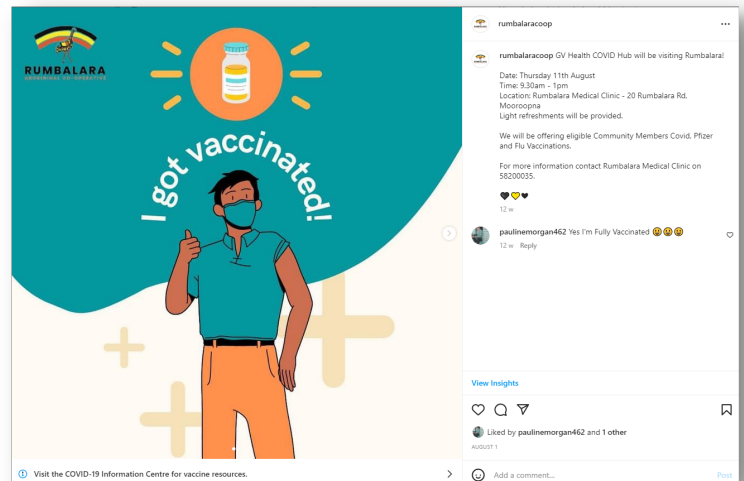 RUMBALARA
ABORIGINAL CO-OPERATIVE
I got vaccinated!
Visit the COVID-19 Information Centre for vaccine resources.
rumbalaracoop
rumbalaracoop GV Health COVID Hub will be visiting Rumbalara!
Date: Thursday 11th August
Time: 9.30am - 1pm
Location: Rumbalara Medical Clinic - 20 Rumbalara Rd,
Mooroopna
Light refreshments will be provided,
We will be offering eligible Community Members Covid, Pfizer
and Flu Vaccinations,
For more information contact Rumbalara Medical Clinic on
58200035.
🖤💛🖤
12 w
paulinemorgan462 Yes I'm Fully Vaccinated 😃😃😃
12 w Reply
View Insights
Liked by paulinemorgan462 and 1 other
AUGUST 1
Add a comment...
Post